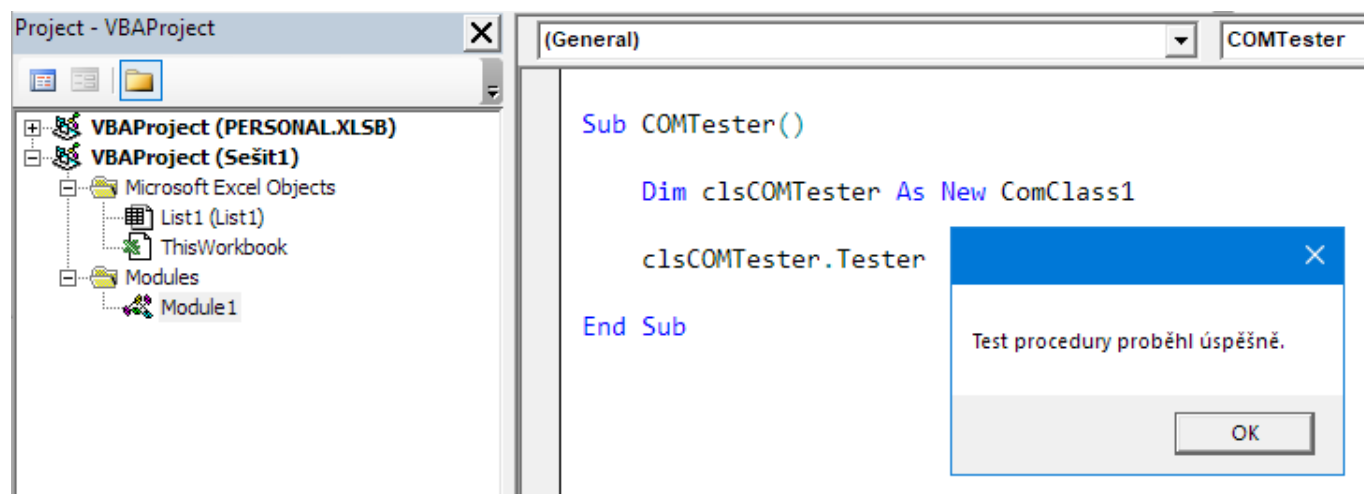 Project - VBAProject
VBAProject (PERSONAL.XLSB)
VBAProject (Sešit1)
Microsoft Excel Objects
List1 (List1)
ThisWorkbook
Modules
Module1
(General)
COMTester
Sub COMTester()
Dim clsCOMTester As New ComClass1
clsCOMTester.Tester
End Sub
Test procedury proběhl úspěšně.
OK